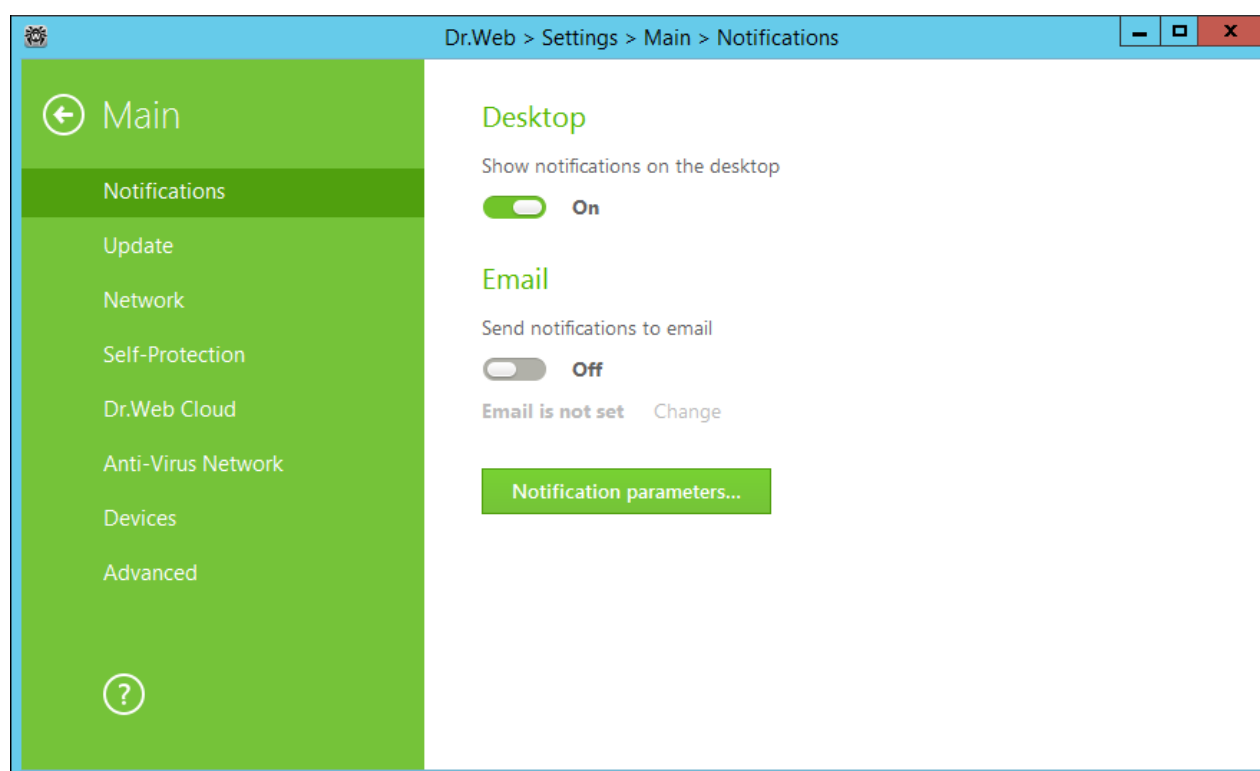 Dr.Web > Settings > Main > Notifications
Main
Notifications
Update
Network
Self-Protection
Dr.Web Cloud
Anti-Virus Network
Devices
Advanced
?
Desktop
Show notifications on the desktop
On
Email
Send notifications to email
Off
Email is not set Change
Notification parameters...